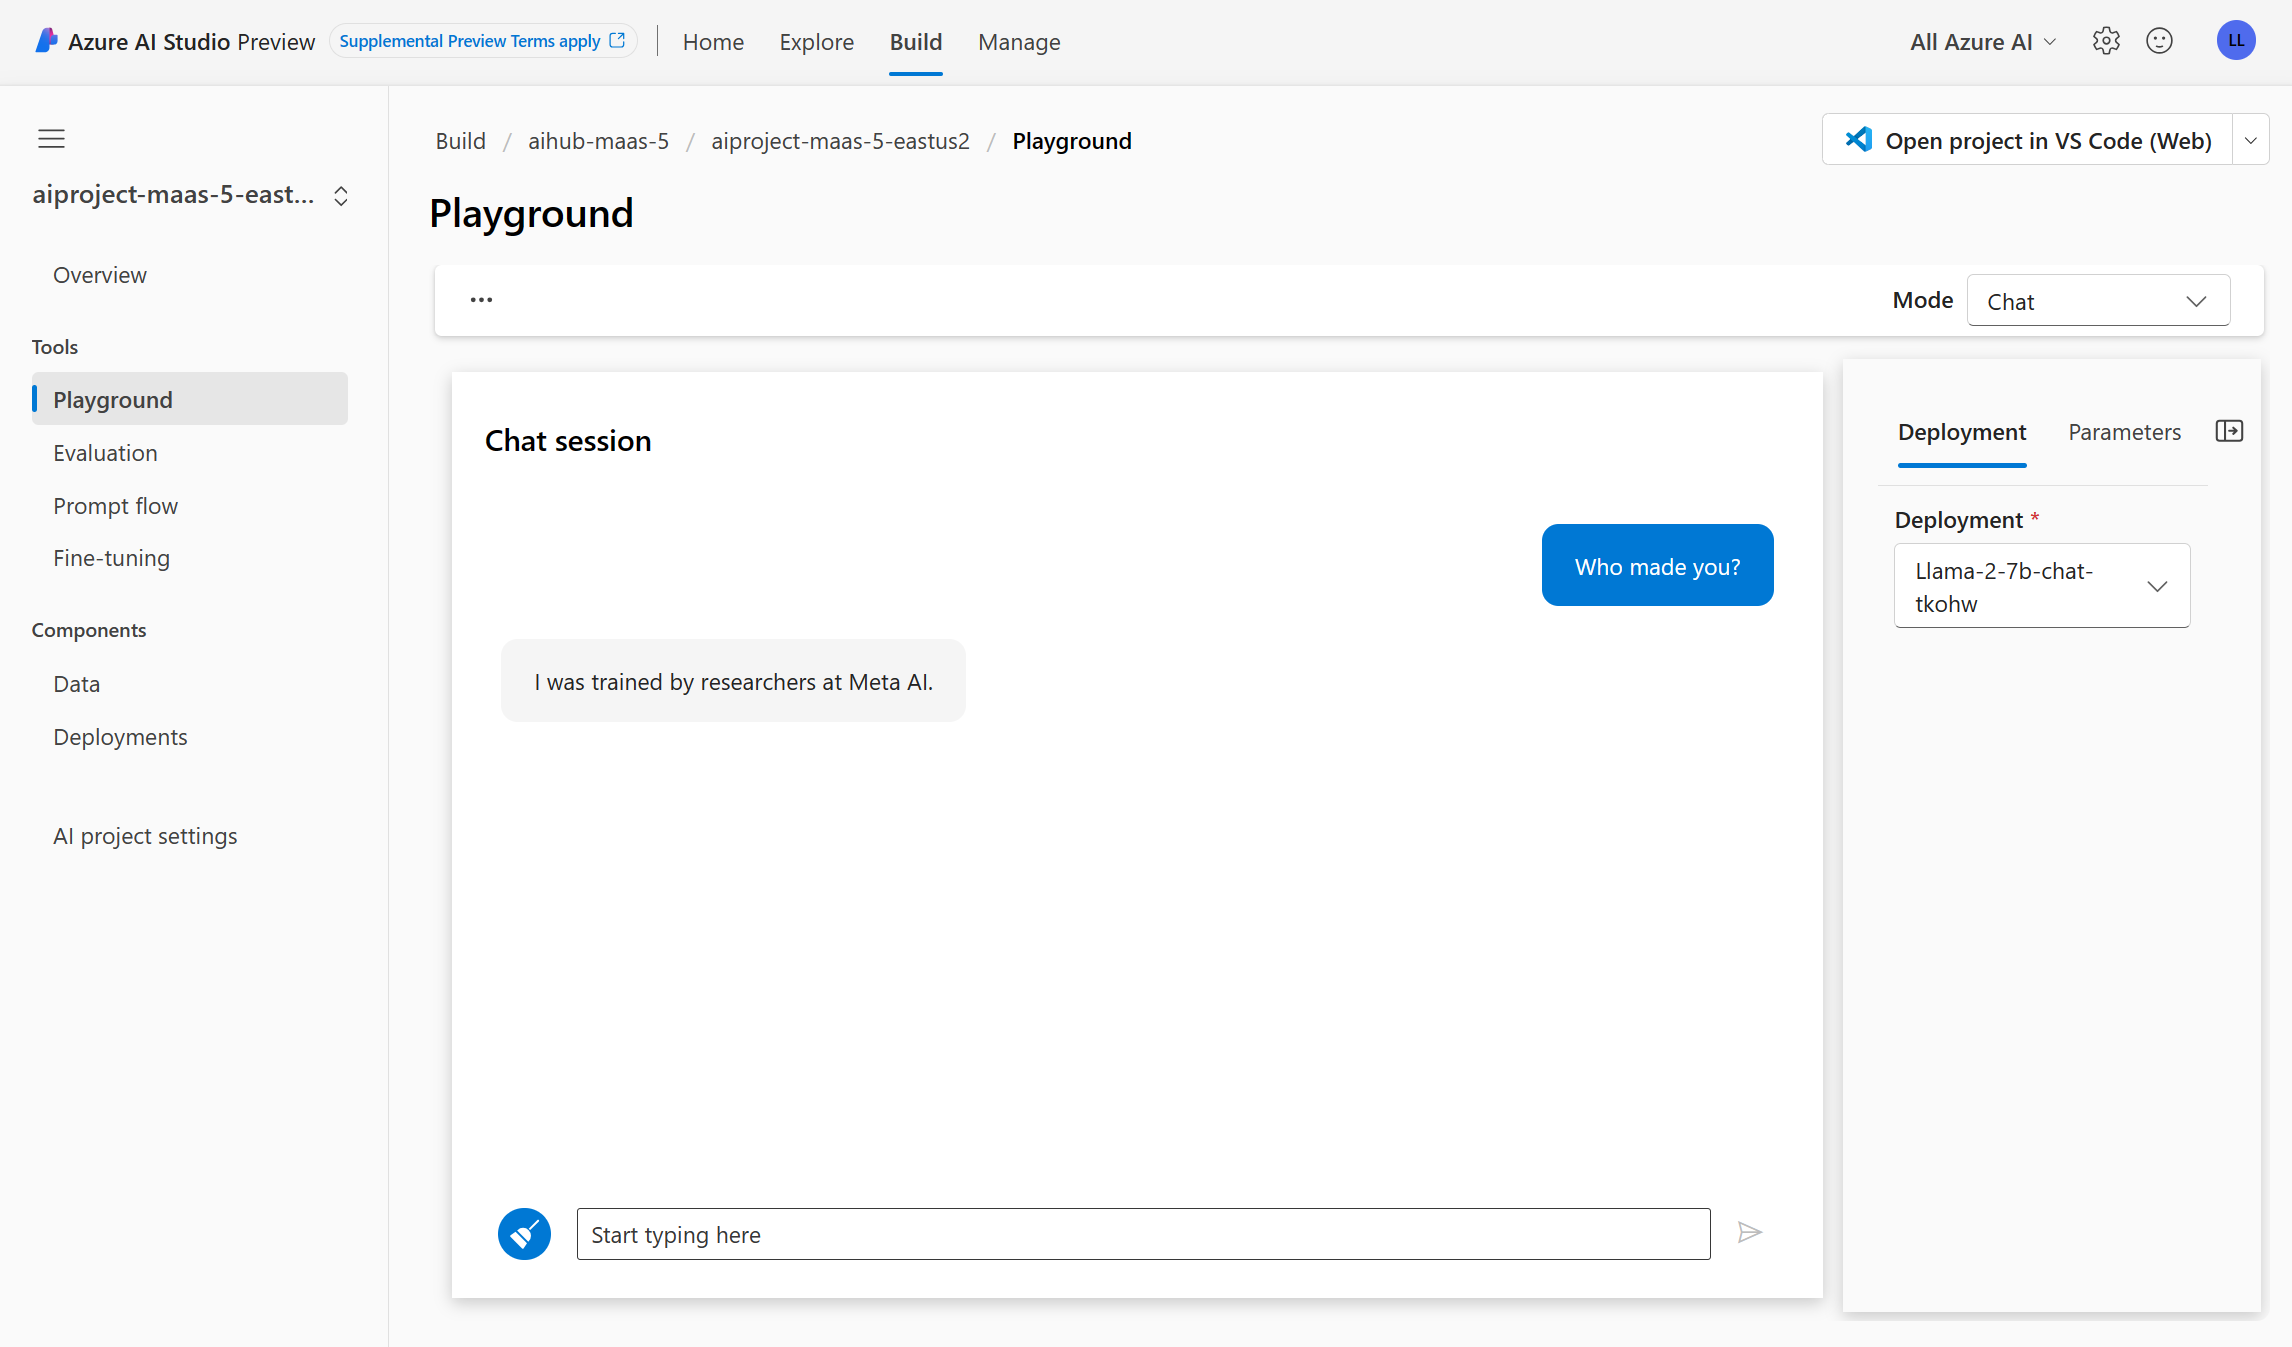 Azure AI Studio Preview
Supplemental Preview Terms apply
Home
Explore
Build
Manage
All Azure AI
LL
aiproject-maas-5-east...
Overview
Tools
Playground
Evaluation
Prompt flow
Fine-tuning
Components
Data
Deployments
AI project settings
Build / aihub-maas-5 / aiproject-maas-5-eastus2 / Playground
Open project in VS Code (Web)
Playground
...
Mode
Chat
Chat session
Who made you?
I was trained by researchers at Meta AI.
Start typing here
Deployment
Parameters
Deployment *
Llama-2-7b-chat-
tkohw